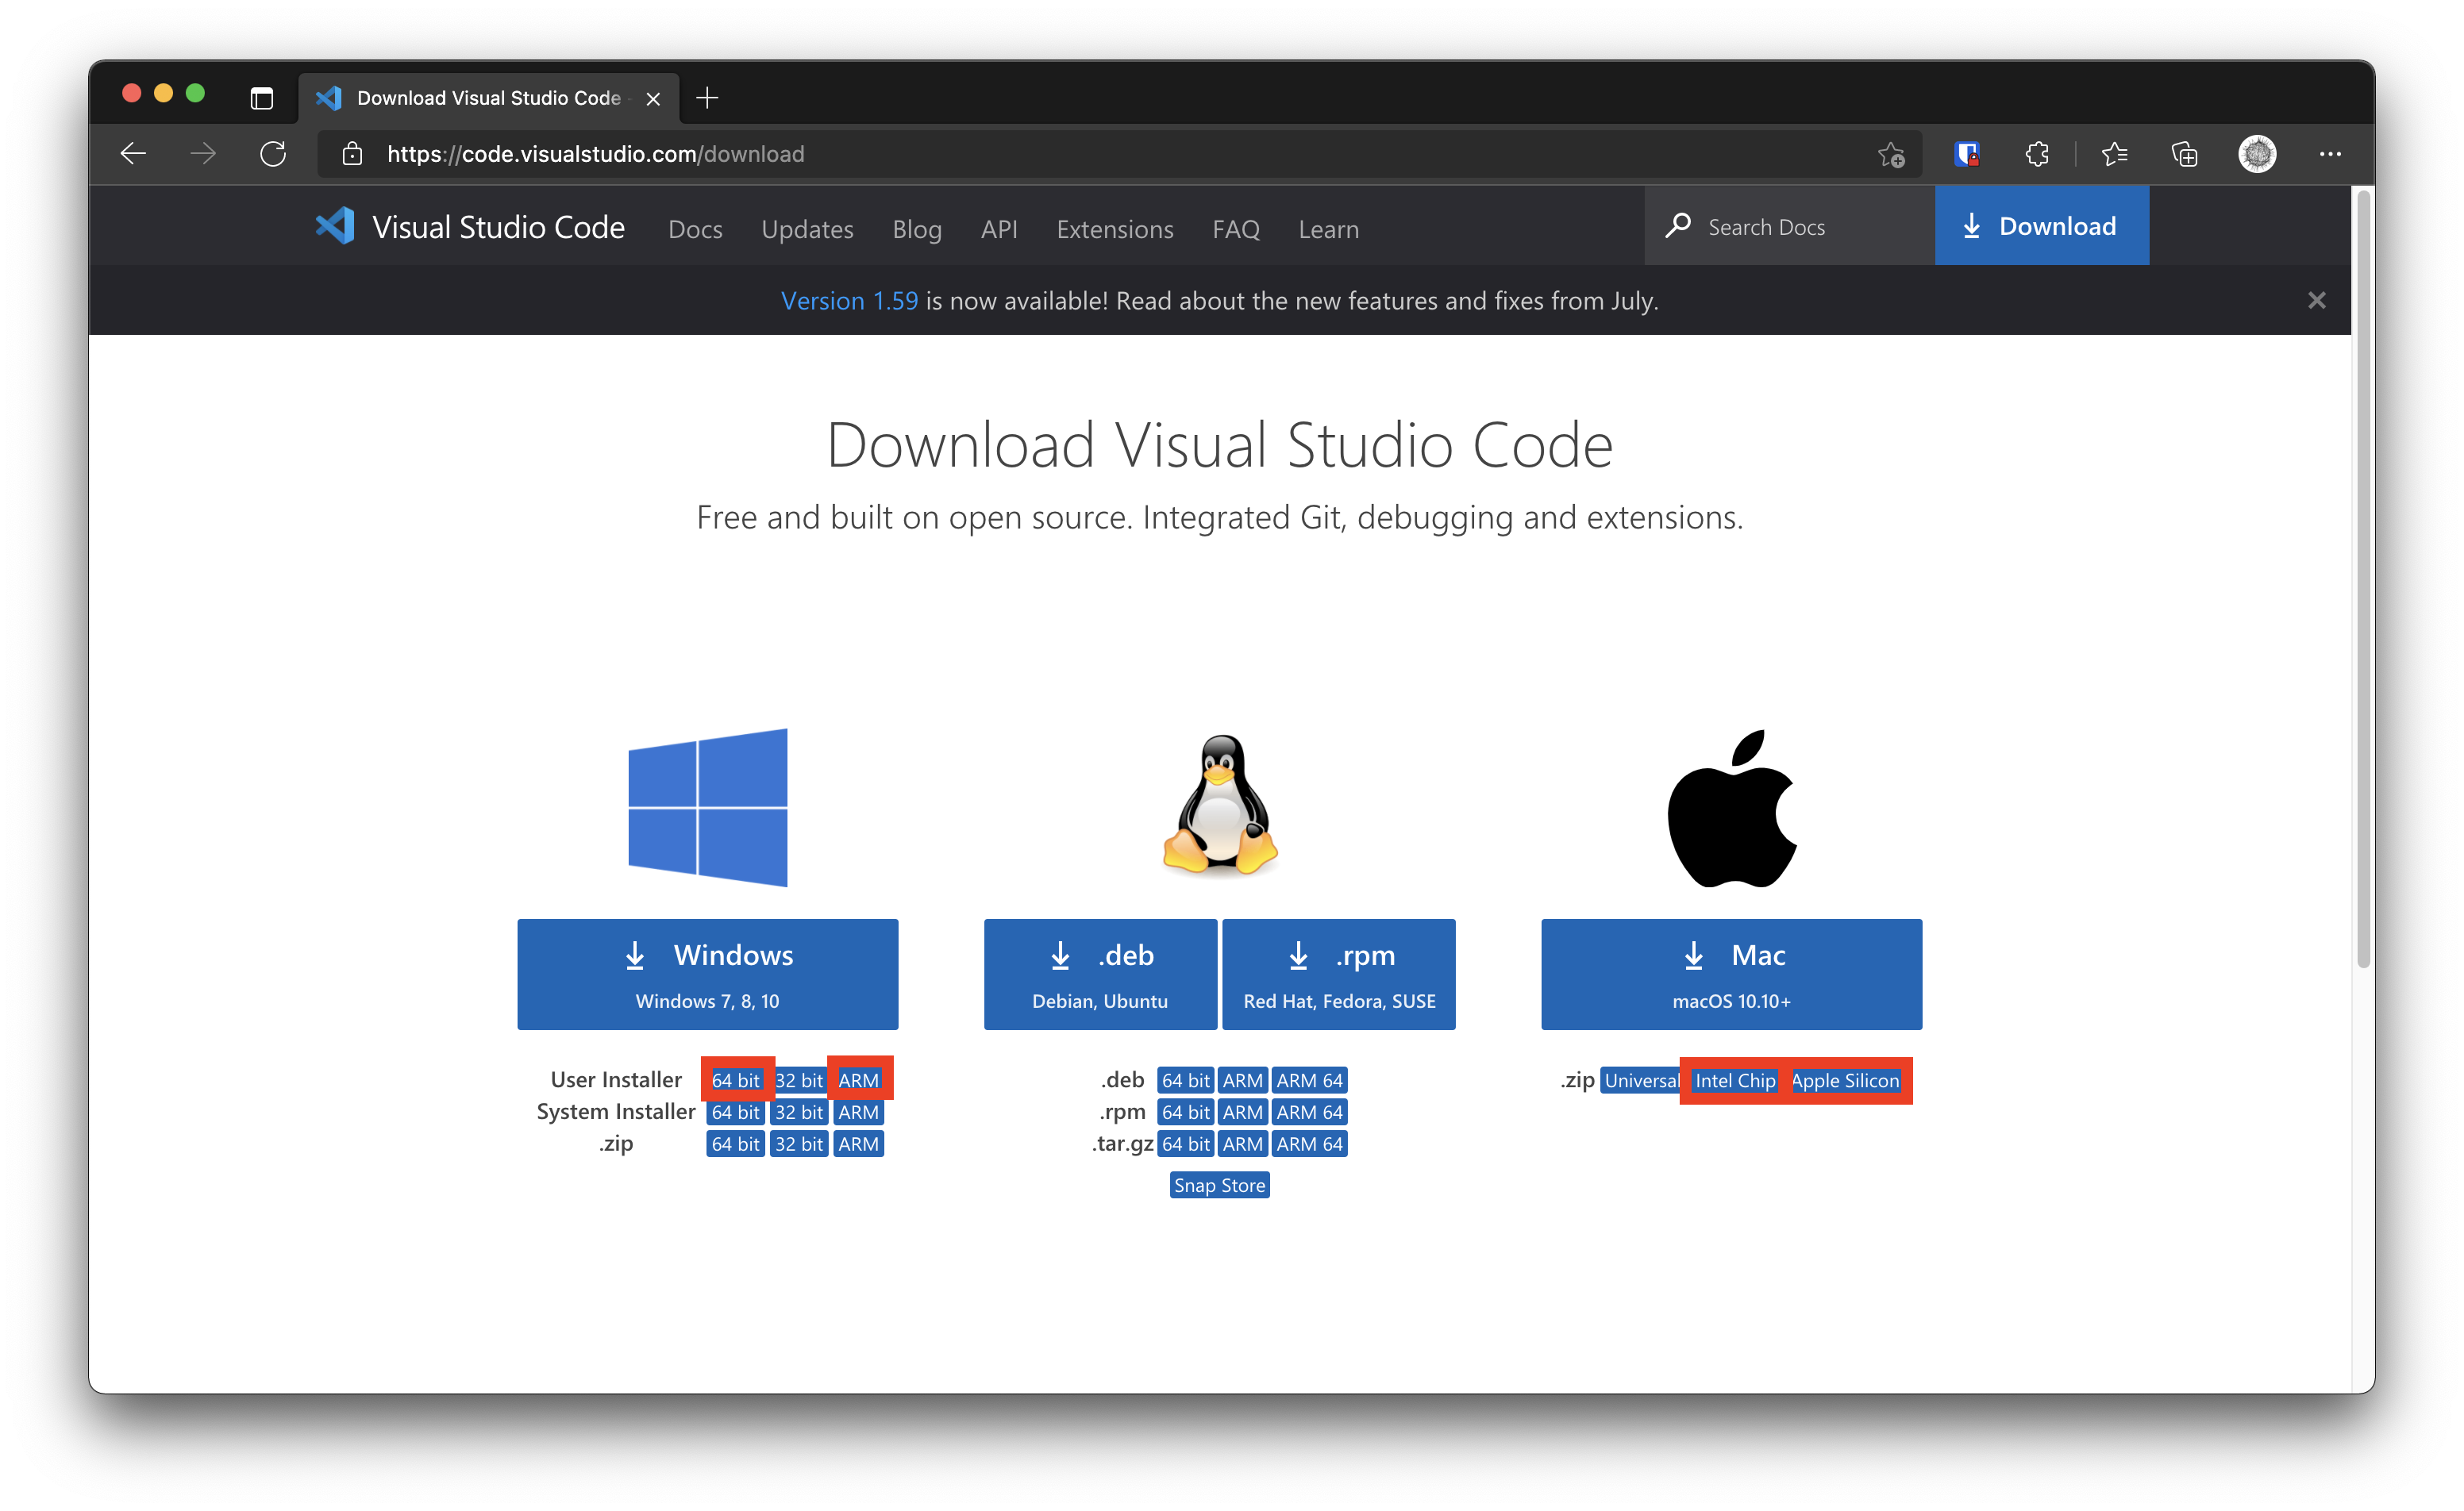 Download Visual Studio Code
https://code.visualstudio.com/download
Visual Studio Code Docs Updates Blog API Extensions FAQ Learn Search Docs Download
Version 1.59 is now available! Read about the new features and fixes from July.
Download Visual Studio Code
Free and built on open source. Integrated Git, debugging and extensions.
Windows
Windows 7, 8, 10
User Installer 64 bit 32 bit ARM
System Installer 64 bit 32 bit ARM
.zip 64 bit 32 bit ARM
.deb
Debian, Ubuntu
.rpm
Red Hat, Fedora, SUSE
.deb 64 bit ARM ARM 64
.rpm 64 bit ARM ARM 64
.tar.gz 64 bit ARM ARM 64
Snap Store
Mac
macOS 10.10+
.zip Universal Intel Chip Apple Silicon